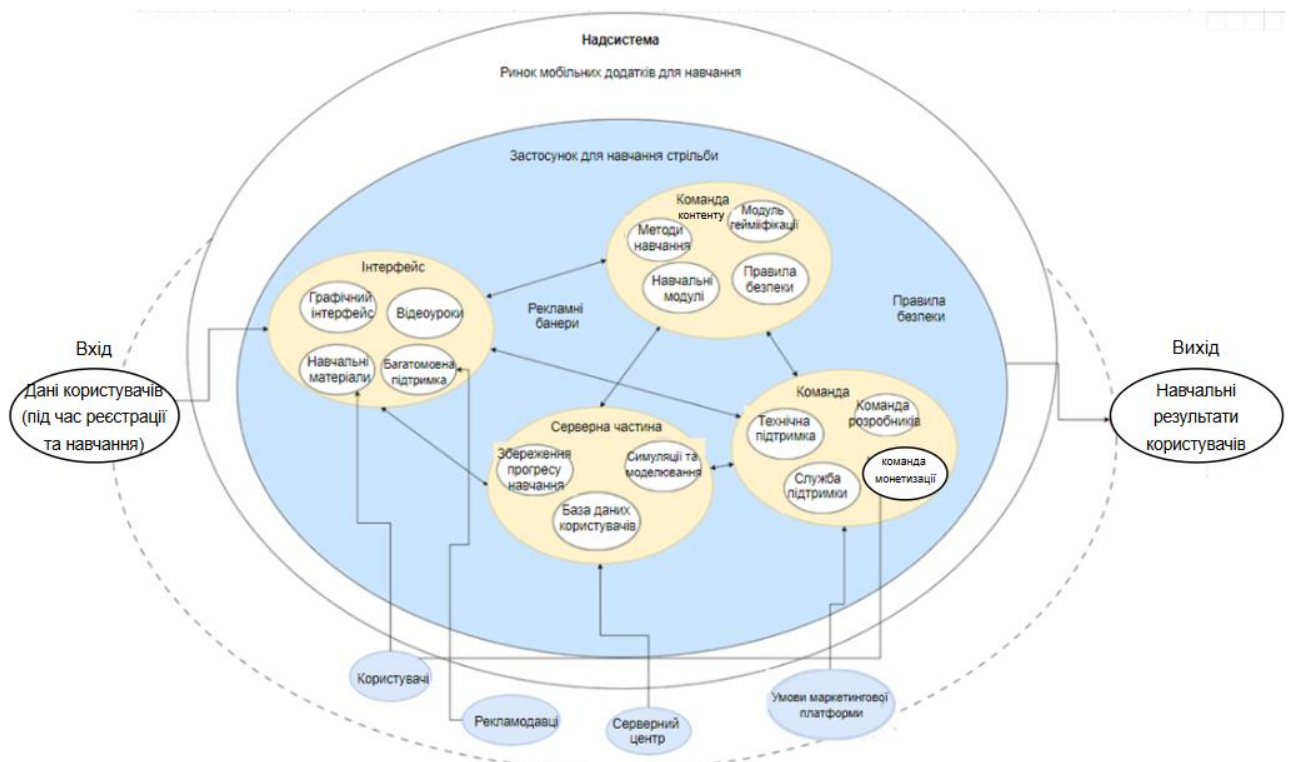 Надсистема
Ринок мобільних додатків для навчання
Застосунок для навчання стрільби
Команда
контенту
Модуль
гейміфікації
Методи
навчання
Навчальні
модулі
Правила
безпеки
Інтерфейс
Графічний
інтерфейс
Відеоуроки
Навчальні
матеріали
Багатомовна
підтримка
Рекламні
банери
Правила
безпеки
Вхід
Дані користувачів
(під час реєстрації
та навчання)
Вихід
Навчальні
результати
користувачів
Серверна частина
Збереження
прогресу
навчання
Симуляції та
моделювання
База даних
користувачів
Команда
Технічна
підтримка
Команда
розробників
Служба
підтримки
команда
монетизації
Користувачі
Рекламодавці
Серверний
центр
Умови маркетингової
платформи